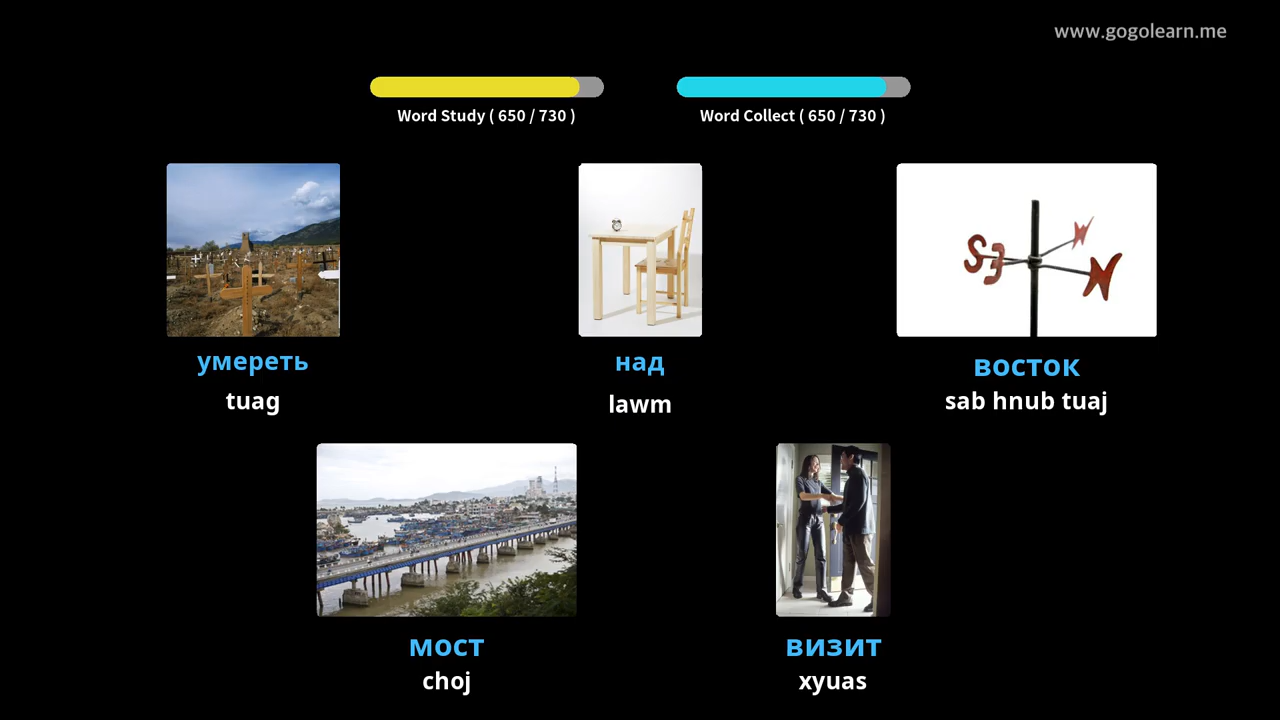 www.gogolearn.me
Word Study ( 650 / 730 )
Word Collect ( 650 / 730 )
умереть
tuag
над
lawm
восток
sab hnub tuaj
S
E
N
W
мост
choj
визит
xyuas